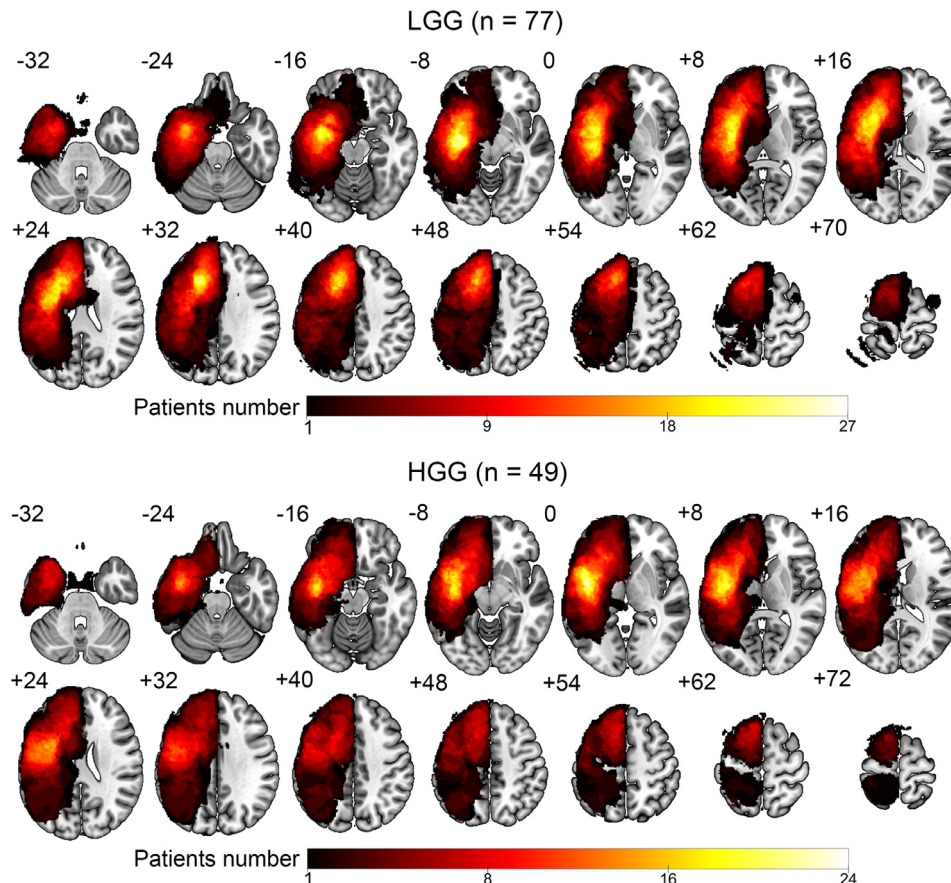 LGG (n = 77)
-32 -24 -16 -8 0 +8 +16
+24 +32 +40 +48 +54 +62 +70
Patients number
1 9 18 27
HGG (n = 49)
-32 -24 -16 -8 0 +8 +16
+24 +32 +40 +48 +54 +62 +72
Patients number
1 8 16 24